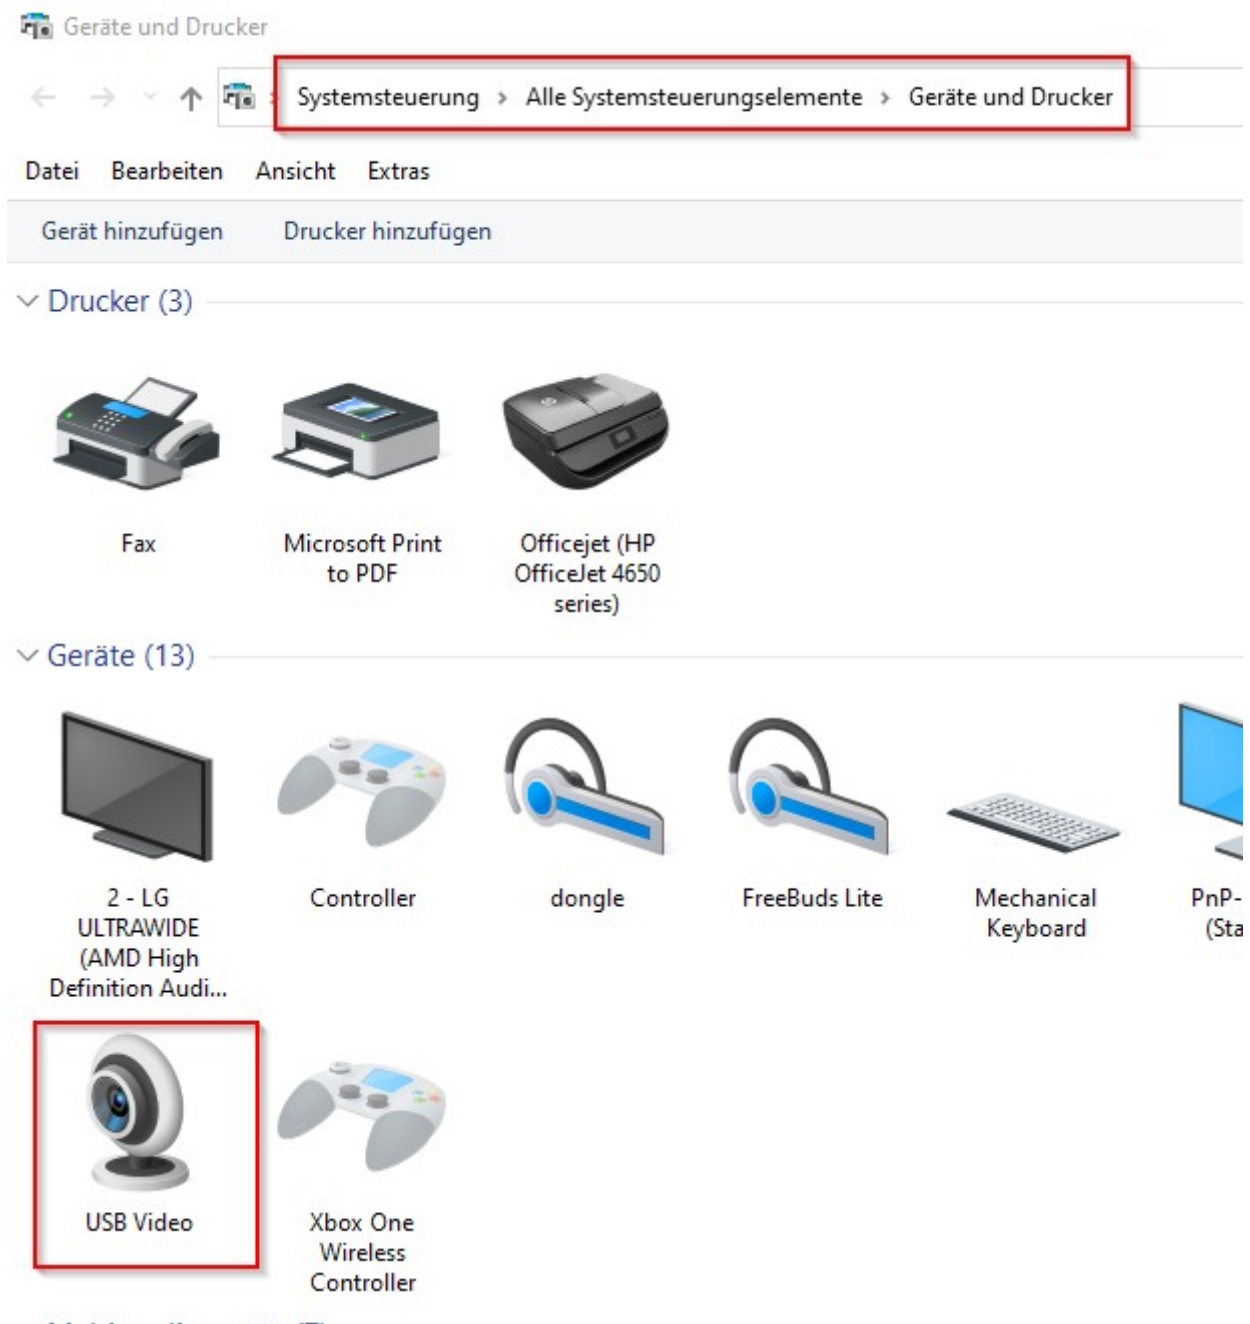 Geräte und Drucker
Systemsteuerung > Alle Systemsteuerungselemente > Geräte und Drucker
Datei Bearbeiten Ansicht Extras
Gerät hinzufügen Drucker hinzufügen
Drucker (3)
Fax
Microsoft Print
to PDF
Officejet (HP
OfficeJet 4650
series)
Geräte (13)
2 - LG
ULTRAWIDE
(AMD High
Definition Audi...
Controller
dongle
FreeBuds Lite
Mechanical
Keyboard
PnP-
(Sta
USB Video
Xbox One
Wireless
Controller